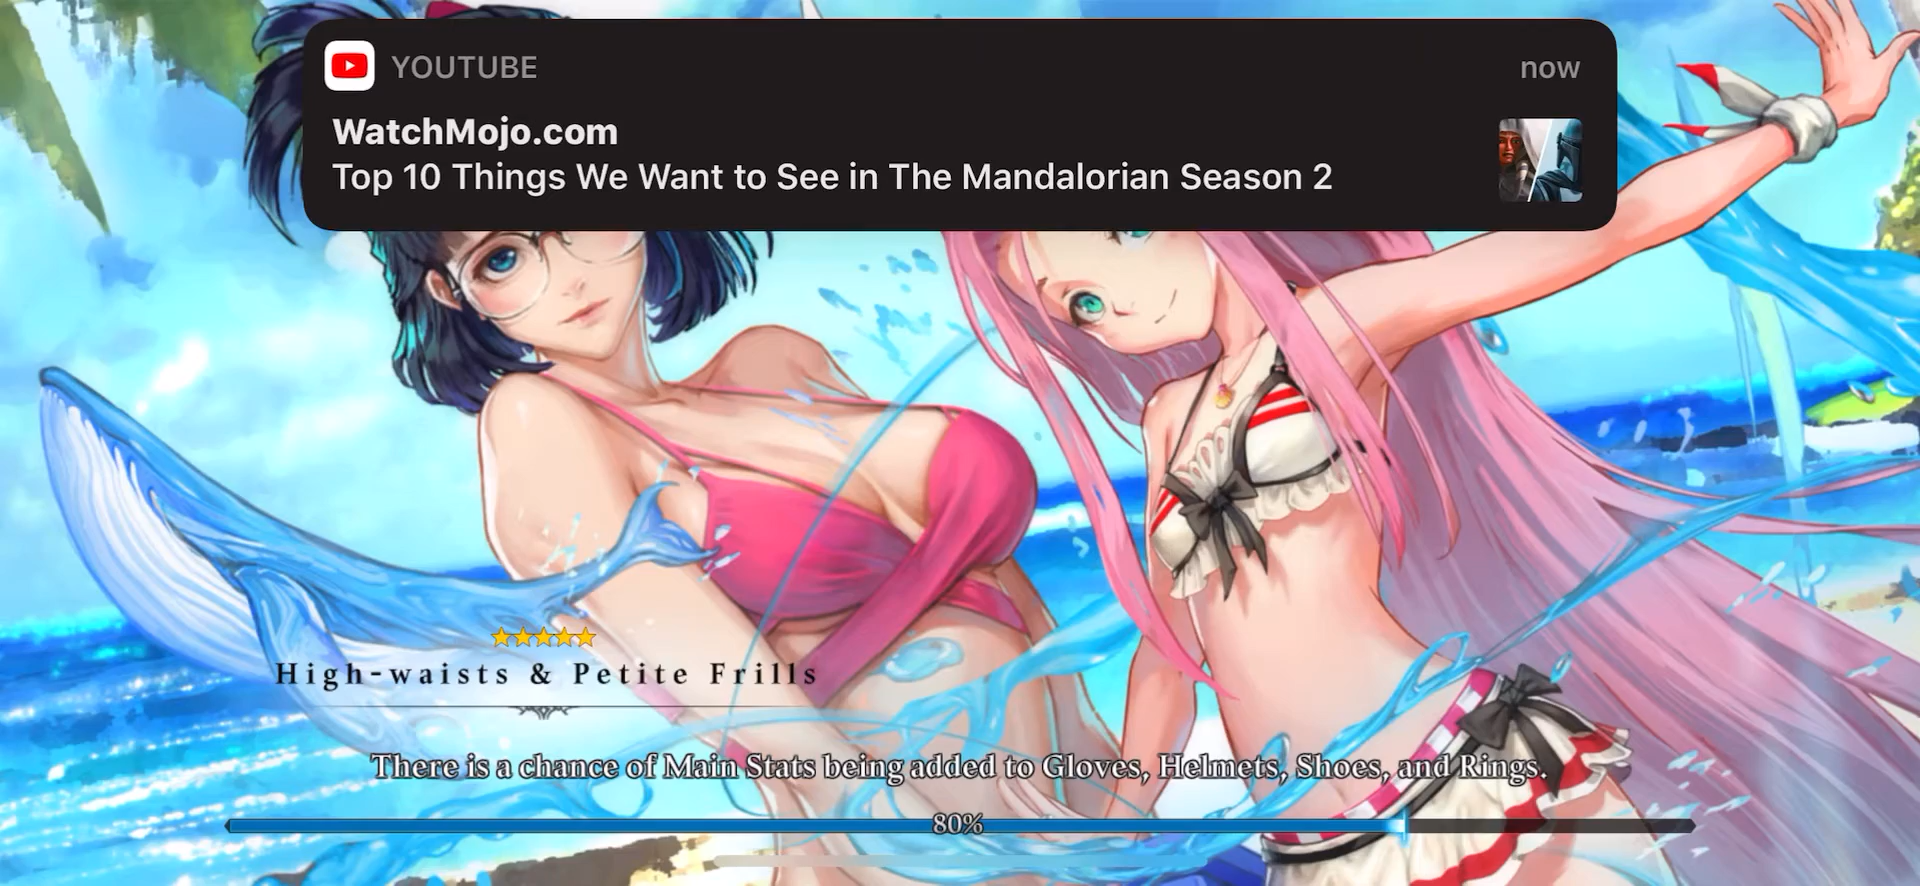 YOUTUBE
now
WatchMojo.com
Top 10 Things We Want to See in The Mandalorian Season 2
High-waists & Petite Frills
There is a chance of Main Stats being added to Gloves, Helmets, Shoes, and Rings.
80%